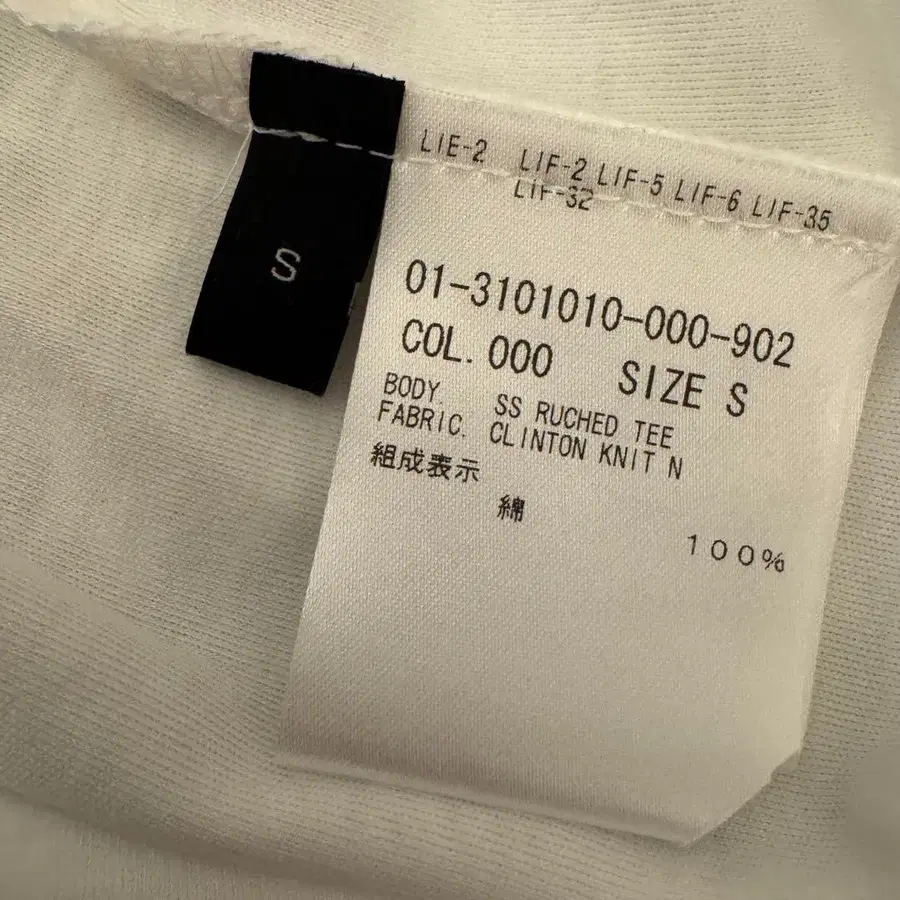 S
LIE-2 LIF-2 LIF-5 LIF-6 LIF-35
LIF-32
01-3101010-000-902
COL. 000 SIZE S
BODY. SS RUCHED TEE
FABRIC. CLINTON KNIT N
組成表示
綿
100%